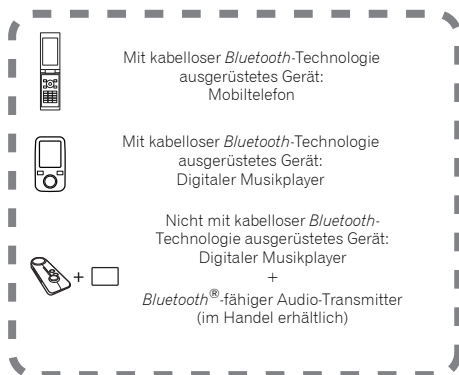 Mit kabelloser Bluetooth-Technologie
ausgerüstetes Gerät:
Mobiltelefon
Mit kabelloser Bluetooth-Technologie
ausgerüstetes Gerät:
Digitaler Musikplayer
Nicht mit kabelloser Bluetooth-
Technologie ausgerüstetes Gerät:
Digitaler Musikplayer
+
+
Bluetooth®-fähiger Audio-Transmitter
(im Handel erhältlich)